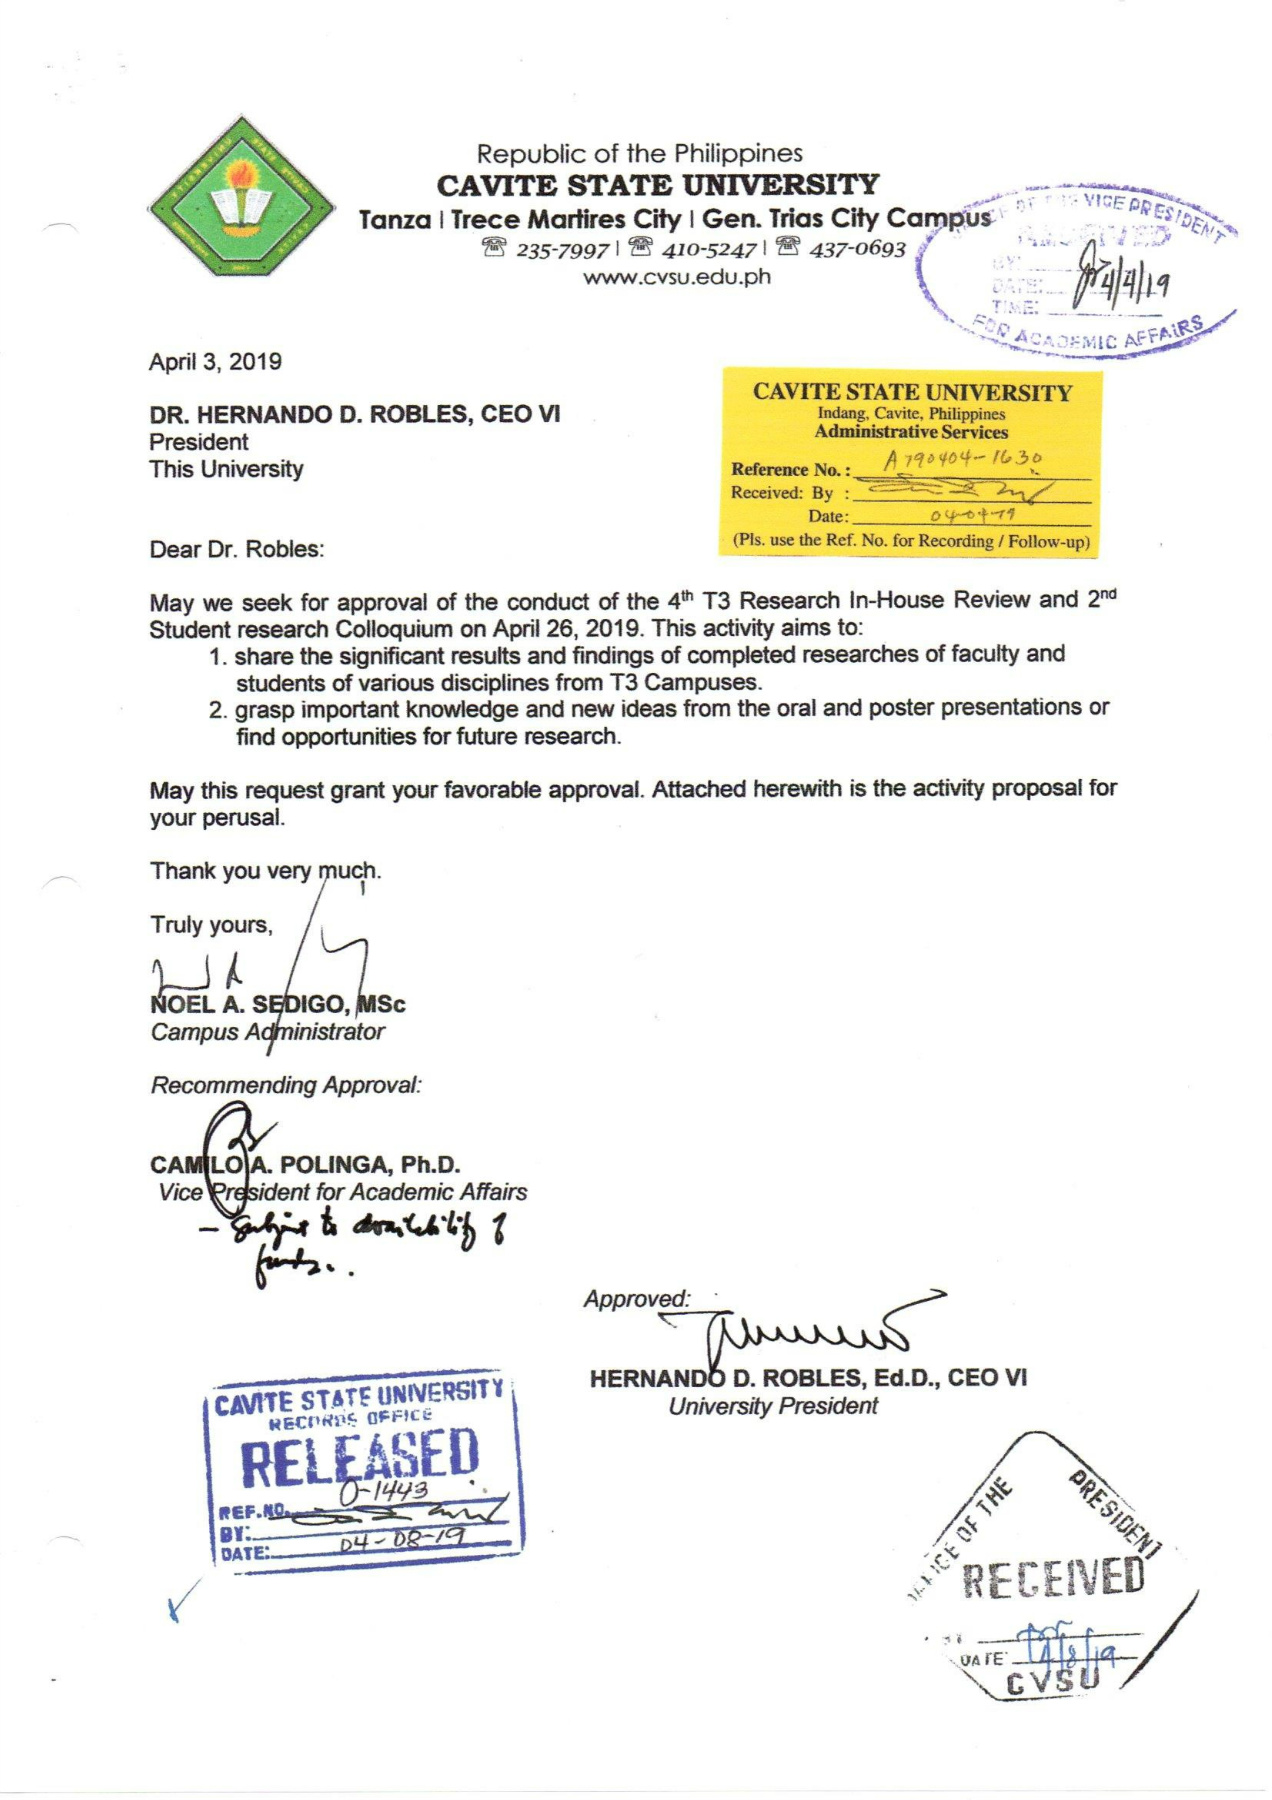 Republic of the Philippines
CAVITE STATE UNIVERSITY
Tanza | Trece Martires City | Gen. Trias City Campus
☎ 235-7997 | ☎ 410-5247 | ☎ 437-0693
www.cvsu.edu.ph
OF THE VICE PRESIDENT
BY:
DATE: 4/4/19
TIME:
FOR ACADEMIC AFFAIRS
April 3, 2019
DR. HERNANDO D. ROBLES, CEO VI
President
This University
CAVITE STATE UNIVERSITY
Indang, Cavite, Philippines
Administrative Services
Reference No. : A790404-1630
Received: By :
Date: 04-04-19
(Pls. use the Ref. No. for Recording / Follow-up)
Dear Dr. Robles:
May we seek for approval of the conduct of the 4th T3 Research In-House Review and 2nd
Student research Colloquium on April 26, 2019. This activity aims to:
1. share the significant results and findings of completed researches of faculty and
students of various disciplines from T3 Campuses.
2. grasp important knowledge and new ideas from the oral and poster presentations or
find opportunities for future research.
May this request grant your favorable approval. Attached herewith is the activity proposal for
your perusal.
Thank you very much.
Truly yours,
NOEL A. SEDIGO, MSc
Campus Administrator
Recommending Approval:
CAMILO A. POLINGA, Ph.D.
Vice President for Academic Affairs
– Subject to availability of
funds.
Approved:
HERNANDO D. ROBLES, Ed.D., CEO VI
University President
CAVITE STATE UNIVERSITY
RECORDS OFFICE
RELEASED
REF.NO. 0-1443
BY:
DATE: 04-08-19
OFFICE OF THE PRESIDENT
RECEIVED
BY
DATE: 4/8/19
CVSU